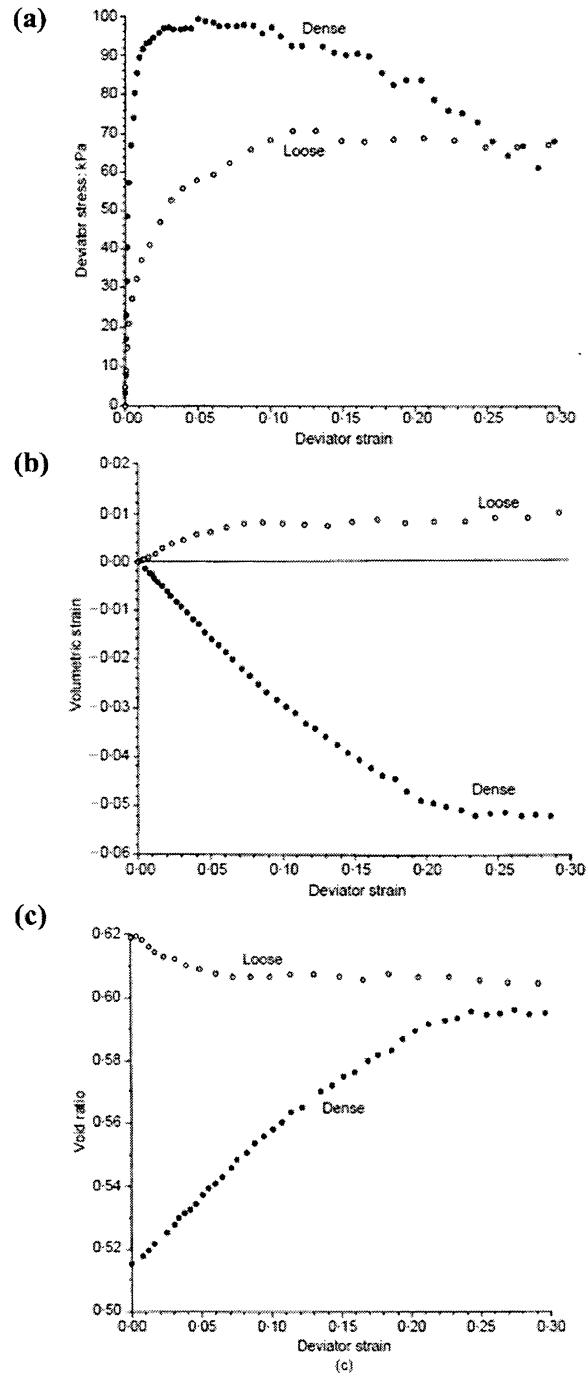 (a)
100
90
80
70
60
50
40
30
20
10
0
Deviator stress: kPa
Dense
Loose
0·00 0·05 0·10 0·15 0·20 0·25 0·30
Deviator strain
(b)
0·02
0·01
0·00
−0·01
−0·02
−0·03
−0·04
−0·05
−0·06
Volumetric strain
Loose
Dense
0·00 0·05 0·10 0·15 0·20 0·25 0·30
Deviator strain
(c)
0·62
0·60
0·58
0·56
0·54
0·52
0·50
Void ratio
Loose
Dense
0·00 0·05 0·10 0·15 0·20 0·25 0·30
Deviator strain
(c)